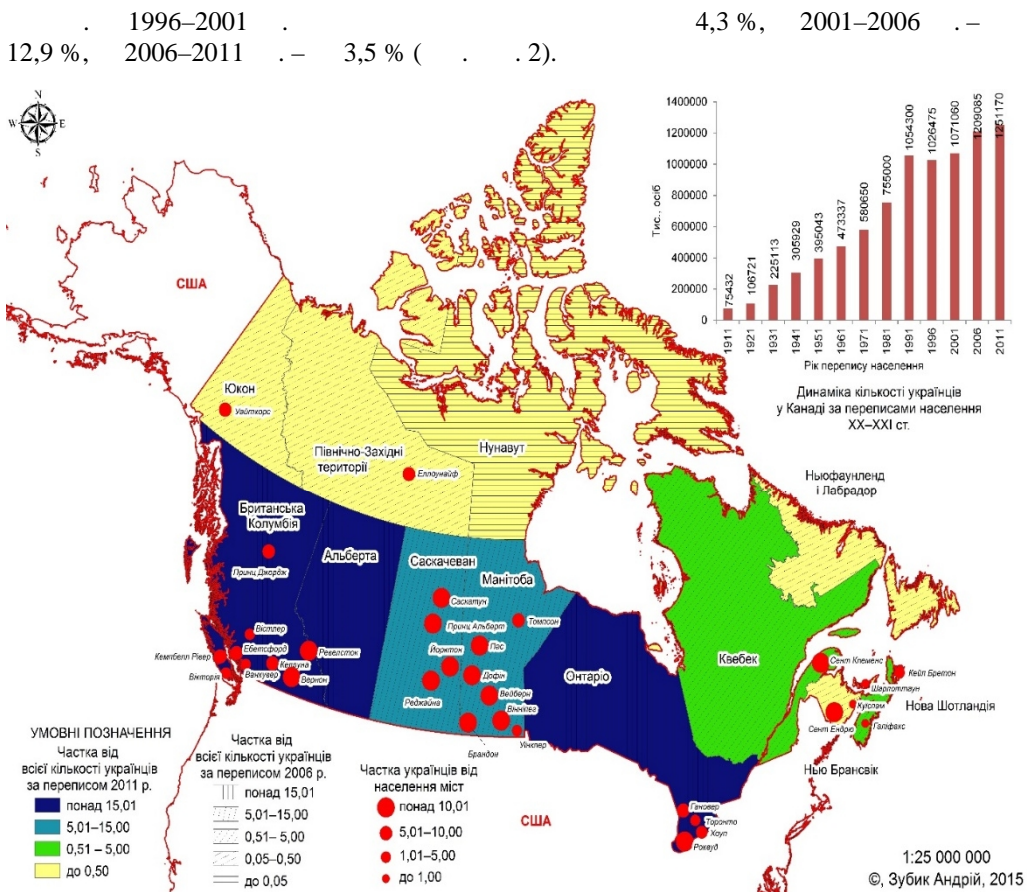 . 1996–2001 . 4,3 %, 2001–2006 . –
12,9 %, 2006–2011 . – 3,5 % ( . . 2).
N
W E
S
США
Юкон
Уайтхорс
Північно-Західні
території
Еллоунайф
Нунавут
Британська
Колумбія
Принц Джордж
Альберта
Саскачеван
Манітоба
Саскатун
Принц Альберт
Томпсон
Пас
Йорктон
Дофін
Реджайна
Ведберн
Вінніпег
Вінклер
Брандон
Вістлер
Кемпбелл Рівер
Ебетсфорд
Ревелсток
Келоуна
Ванкувер
Вікторія
Вернон
Онтаріо
Квебек
Ньюфаунленд
і Лабрадор
Сент Клеменс
Кейп Бретон
Шарлоттаун
Куіспам
Нова Шотландія
Галіфакс
Сент Ендрю
Нью Брансвік
Гановер
Торонто
Хоуп
Роквуд
США
Тис., осіб
1400000
1200000
1000000
800000
600000
400000
200000
0
75432
106721
225113
305929
395043
473337
580650
755000
1054300
1026475
1071060
1209085
1251170
1911
1921
1931
1941
1951
1961
1971
1981
1991
1996
2001
2006
2011
Рік перепису населення
Динаміка кількості українців
у Канаді за переписами населення
ХХ–ХХІ ст.
УМОВНІ ПОЗНАЧЕННЯ
Частка від
всієї кількості українців
за переписом 2011 р.
понад 15,01
5,01–15,00
0,51 – 5,00
до 0,50
Частка від
всієї кількості українців
за переписом 2006 р.
понад 15,01
5,01–15,00
0,51– 5,00
0,05–0,50
до 0,05
Частка українців від
населення міст
понад 10,01
5,01–10,00
1,01–5,00
до 1,00
1:25 000 000
©, Зубик Андрій, 2015